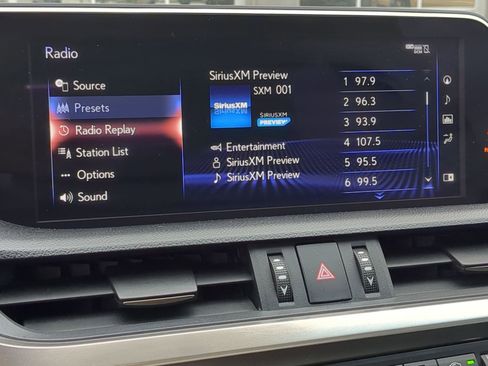 Radio
Source
Presets
Radio Replay
Station List
Options
Sound
SiriusXM Preview
SXM 001
SiriusXM
SIRIUSXM
PREVIEW
Entertainment
SiriusXM Preview
SiriusXM Preview
1 97.9
2 96.3
3 93.9
4 107.5
5 95.5
6 99.5